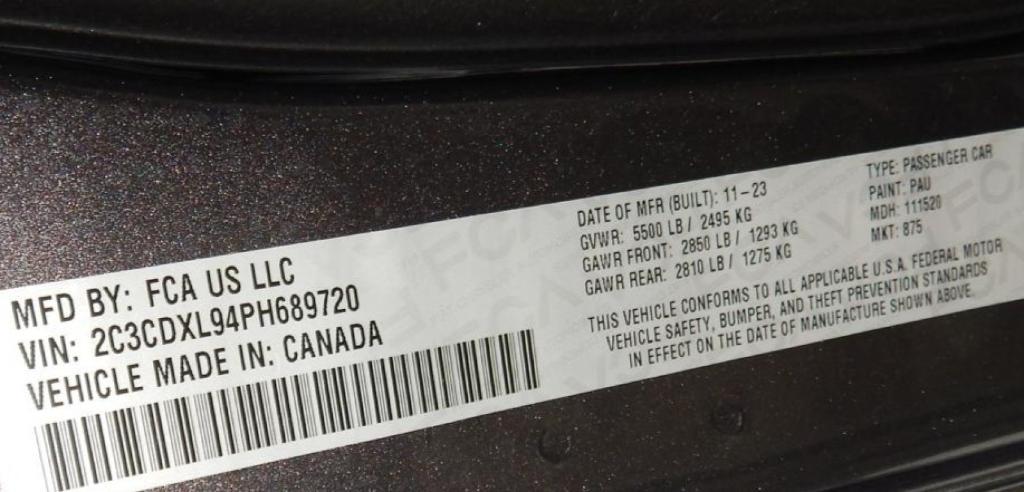 MFD BY: FCA US LLC
VIN: 2C3CDXL94PH689720
VEHICLE MADE IN: CANADA
DATE OF MFR (BUILT): 11-23
GVWR: 5500 LB / 2495 KG
GAWR FRONT: 2850 LB / 1293 KG
GAWR REAR: 2810 LB / 1275 KG
TYPE: PASSENGER CAR
PAINT: PAU
MDH: 111520
MKT: 875
THIS VEHICLE CONFORMS TO ALL APPLICABLE U.S.A. FEDERAL MOTOR
VEHICLE SAFETY, BUMPER, AND THEFT PREVENTION STANDARDS
IN EFFECT ON THE DATE OF MANUFACTURE SHOWN ABOVE.